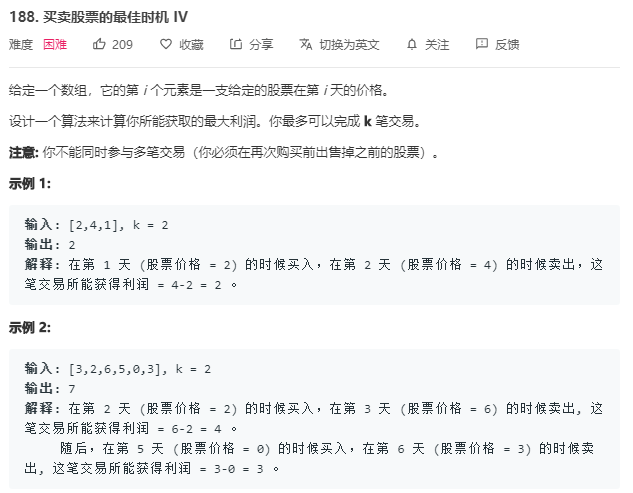 188. 买卖股票的最佳时机 IV
难度 困难 209 收藏 分享 切换为英文 关注 反馈
给定一个数组，它的第 i 个元素是一支给定的股票在第 i 天的价格。
设计一个算法来计算你所能获取的最大利润。你最多可以完成 k 笔交易。
注意: 你不能同时参与多笔交易（你必须在再次购买前出售掉之前的股票）。
示例 1:
输入: [2,4,1], k = 2
输出: 2
解释: 在第 1 天 (股票价格 = 2) 的时候买入，在第 2 天 (股票价格 = 4) 的时候卖出，这
笔交易所能获得利润 = 4-2 = 2 。
示例 2:
输入: [3,2,6,5,0,3], k = 2
输出: 7
解释: 在第 2 天 (股票价格 = 2) 的时候买入，在第 3 天 (股票价格 = 6) 的时候卖出, 这
笔交易所能获得利润 = 6-2 = 4 。
随后，在第 5 天 (股票价格 = 0) 的时候买入，在第 6 天 (股票价格 = 3) 的时候卖
出, 这笔交易所能获得利润 = 3-0 = 3 。